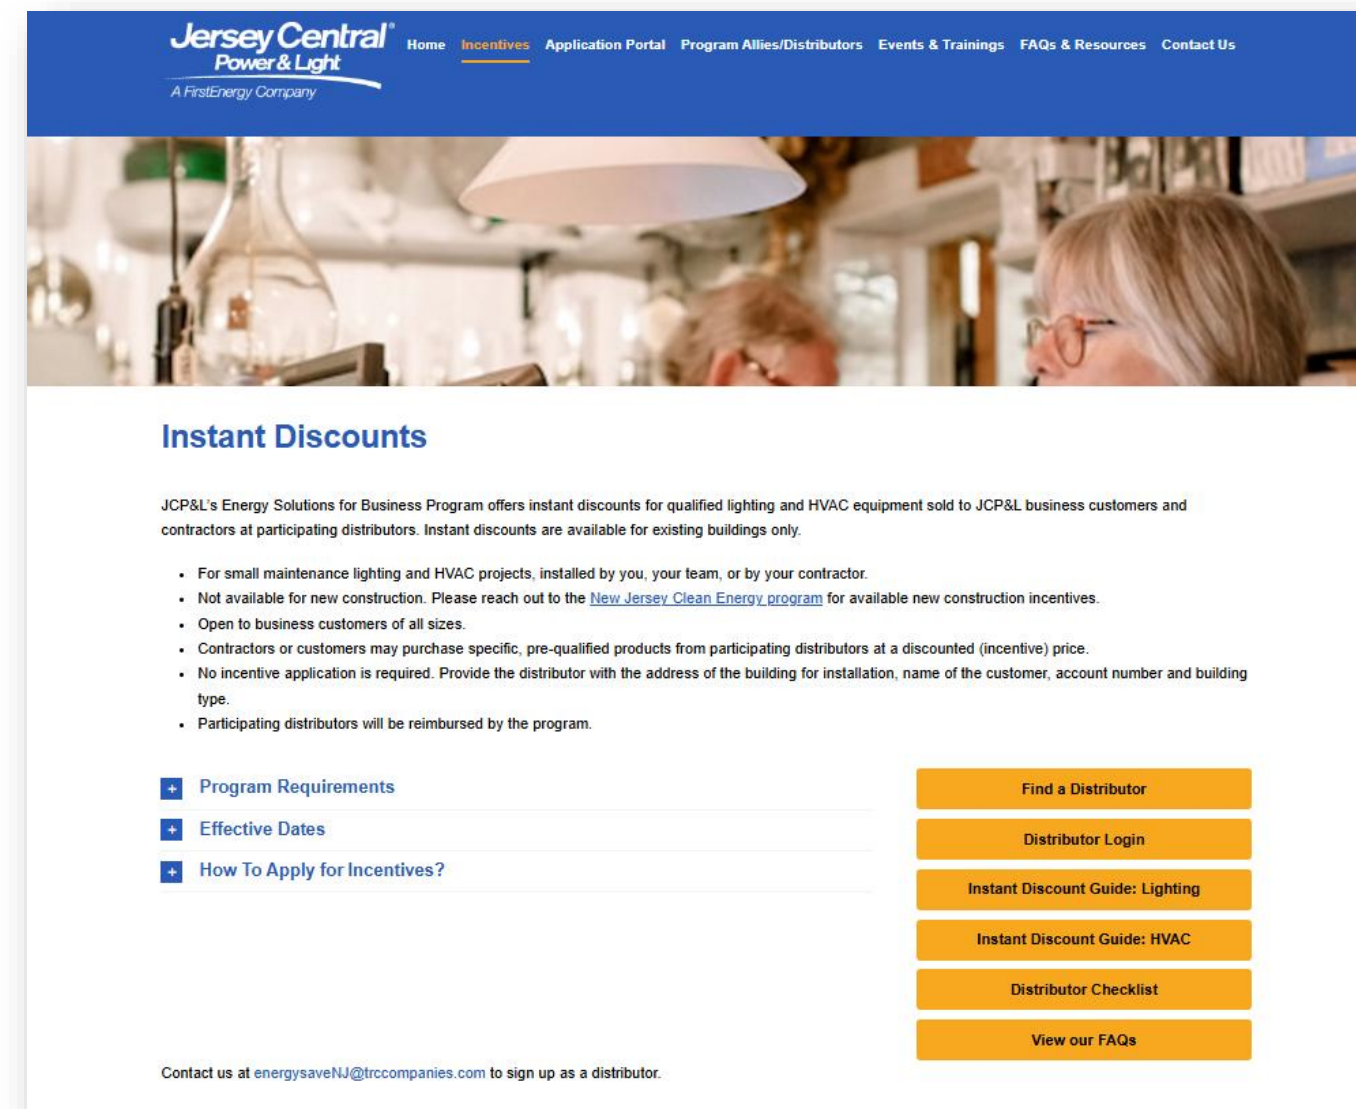 Jersey Central®
Power & Light
A FirstEnergy Company
Home Incentives Application Portal Program Allies/Distributors Events & Trainings FAQs & Resources Contact Us
Instant Discounts
JCP&L's Energy Solutions for Business Program offers instant discounts for qualified lighting and HVAC equipment sold to JCP&L business customers and
contractors at participating distributors. Instant discounts are available for existing buildings only.
• For small maintenance lighting and HVAC projects, installed by you, your team, or by your contractor.
• Not available for new construction. Please reach out to the New Jersey Clean Energy program for available new construction incentives.
• Open to business customers of all sizes.
• Contractors or customers may purchase specific, pre-qualified products from participating distributors at a discounted (incentive) price.
• No incentive application is required. Provide the distributor with the address of the building for installation, name of the customer, account number and building
type.
• Participating distributors will be reimbursed by the program.
+ Program Requirements
+ Effective Dates
+ How To Apply for Incentives?
Find a Distributor
Distributor Login
Instant Discount Guide: Lighting
Instant Discount Guide: HVAC
Distributor Checklist
View our FAQs
Contact us at energysaveNJ@trccompanies.com to sign up as a distributor.